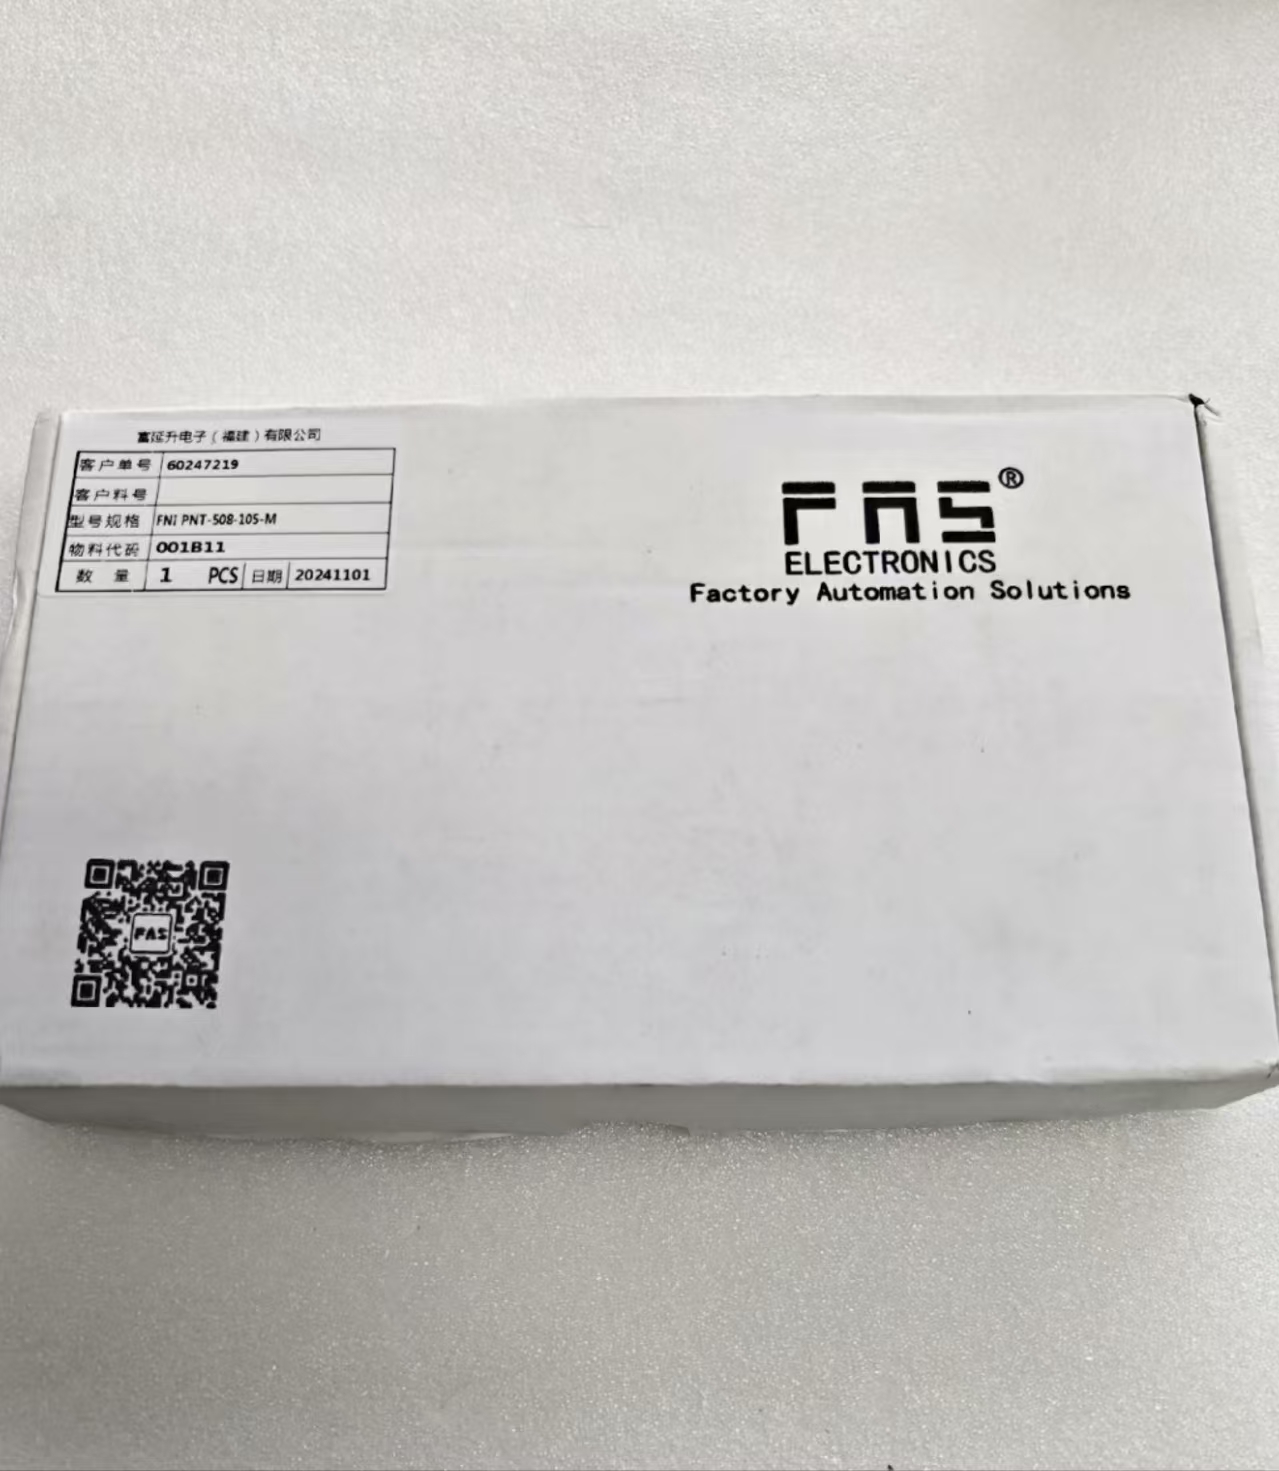 富延升电子（福建）有限公司
客户单号 60247219
客户料号
型号规格 FNI PNT-508-105-M
物料代码 001B11
数 量 1 PCS 日期 20241101
FAS®
ELECTRONICS
Factory Automation Solutions
FAS